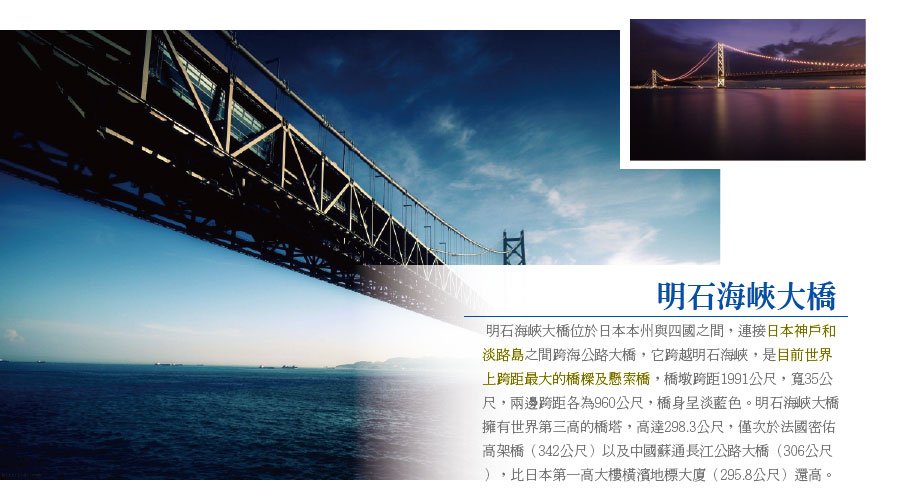 明石海峽大橋
明石海峽大橋位於日本本州與四國之間，連接日本神戶和
淡路島之間跨海公路大橋，它跨越明石海峽，是目前世界
上跨距最大的橋樑及懸索橋，橋墩跨距1991公尺，寬35公
尺，兩邊跨距各為960公尺，橋身呈淡藍色。明石海峽大橋
擁有世界第三高的橋塔，高達298.3公尺，僅次於法國密佑
高架橋（342公尺）以及中國蘇通長江公路大橋（306公尺
），比日本第一高大樓橫濱地標大廈（295.8公尺）還高。